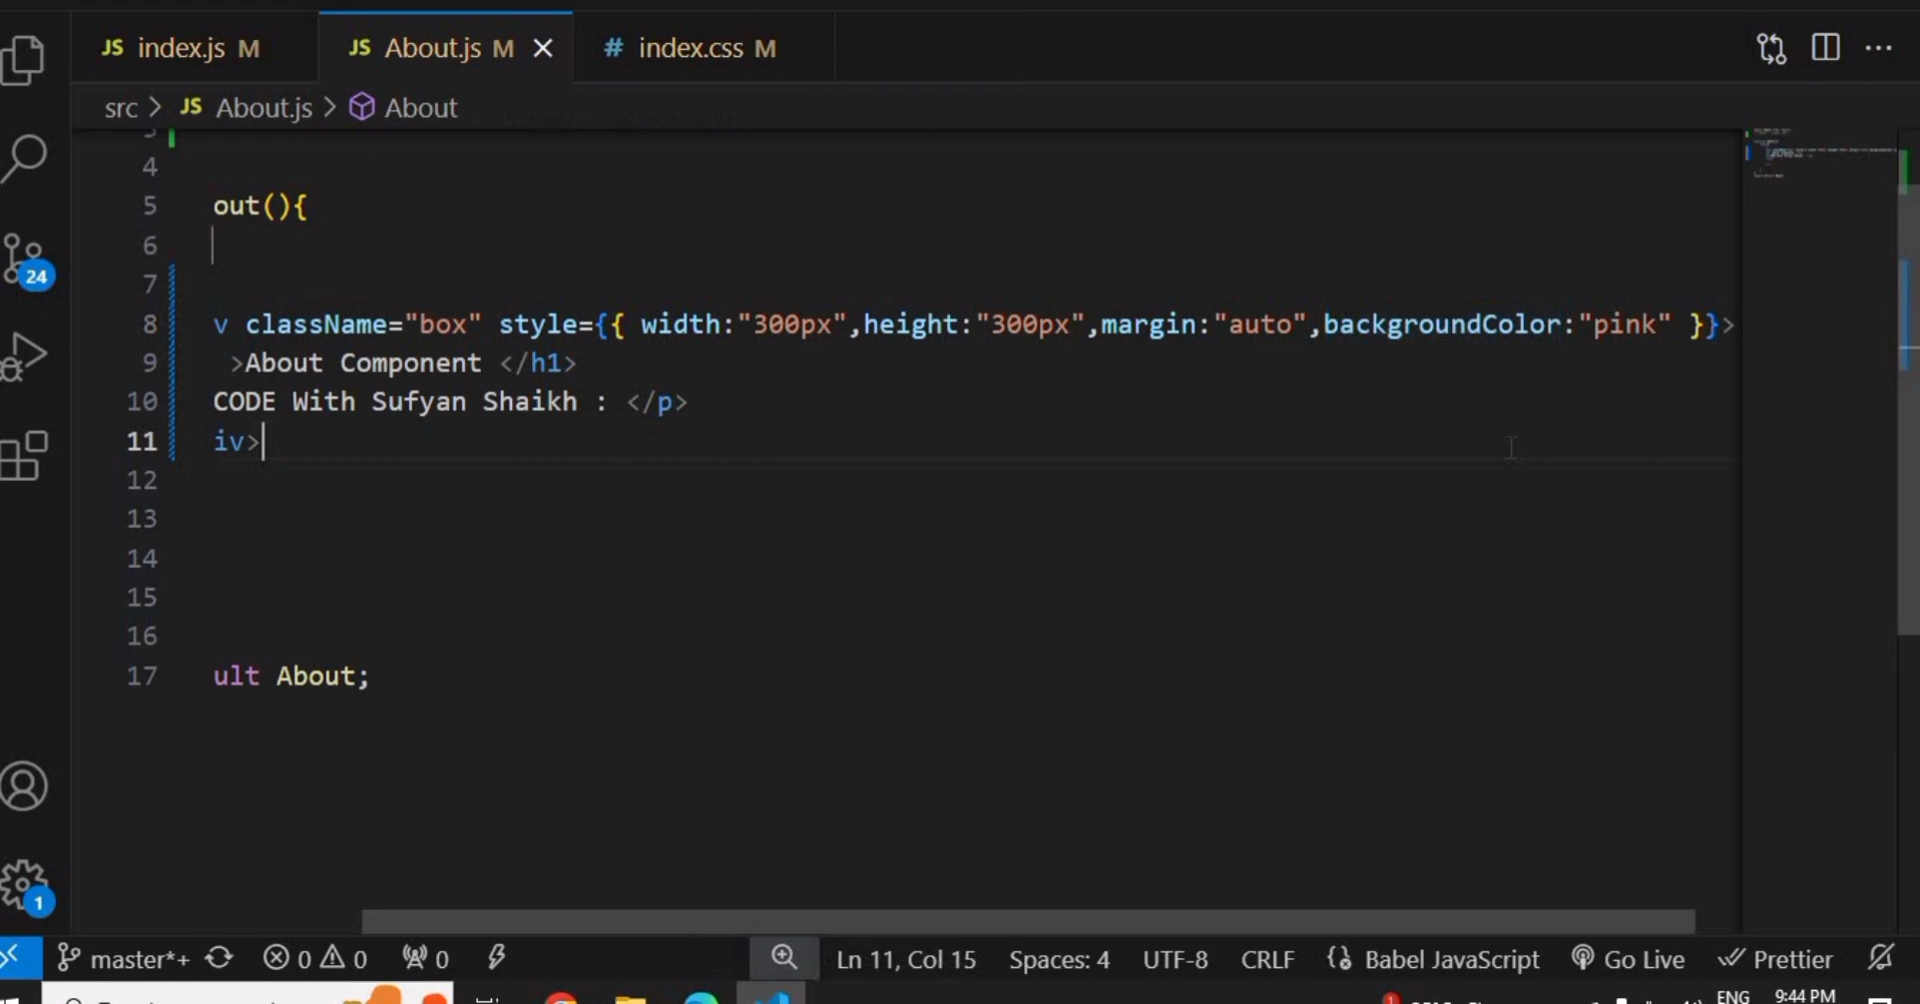 JS index.js M
JS About.js M
# index.css M
src > JS About.js > About
4
5 out(){
6
7
8 v className="box" style={{ width:"300px",height:"300px",margin:"auto",backgroundColor:"pink" }}>
9 >About Component </h1>
10 CODE With Sufyan Shaikh : </p>
11 iv>
12
13
14
15
16
17 ult About;
24
1
master*+ 0 0 0 Ln 11, Col 15 Spaces: 4 UTF-8 CRLF Babel JavaScript Go Live Prettier
1 ENG 9:44 PM